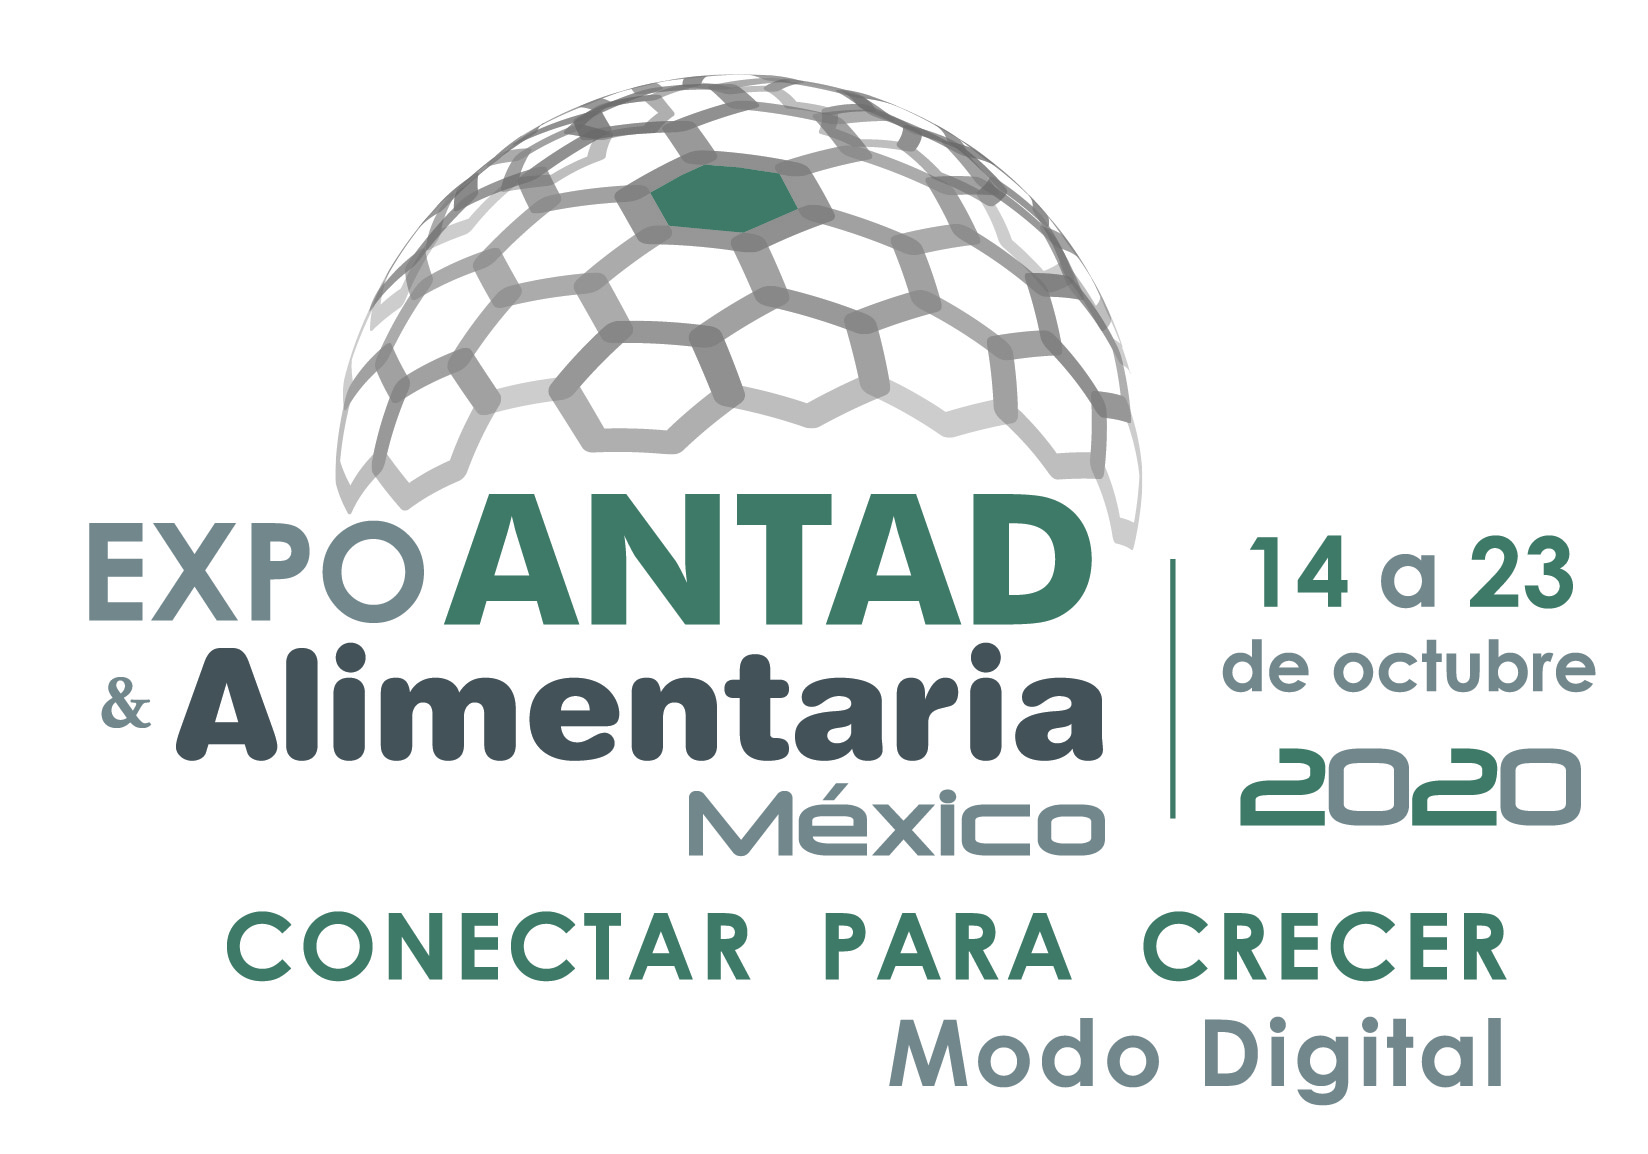 EXPO ANTAD
& Alimentaria
México
14 a 23
de octubre
2020
CONECTAR PARA CRECER
Modo Digital